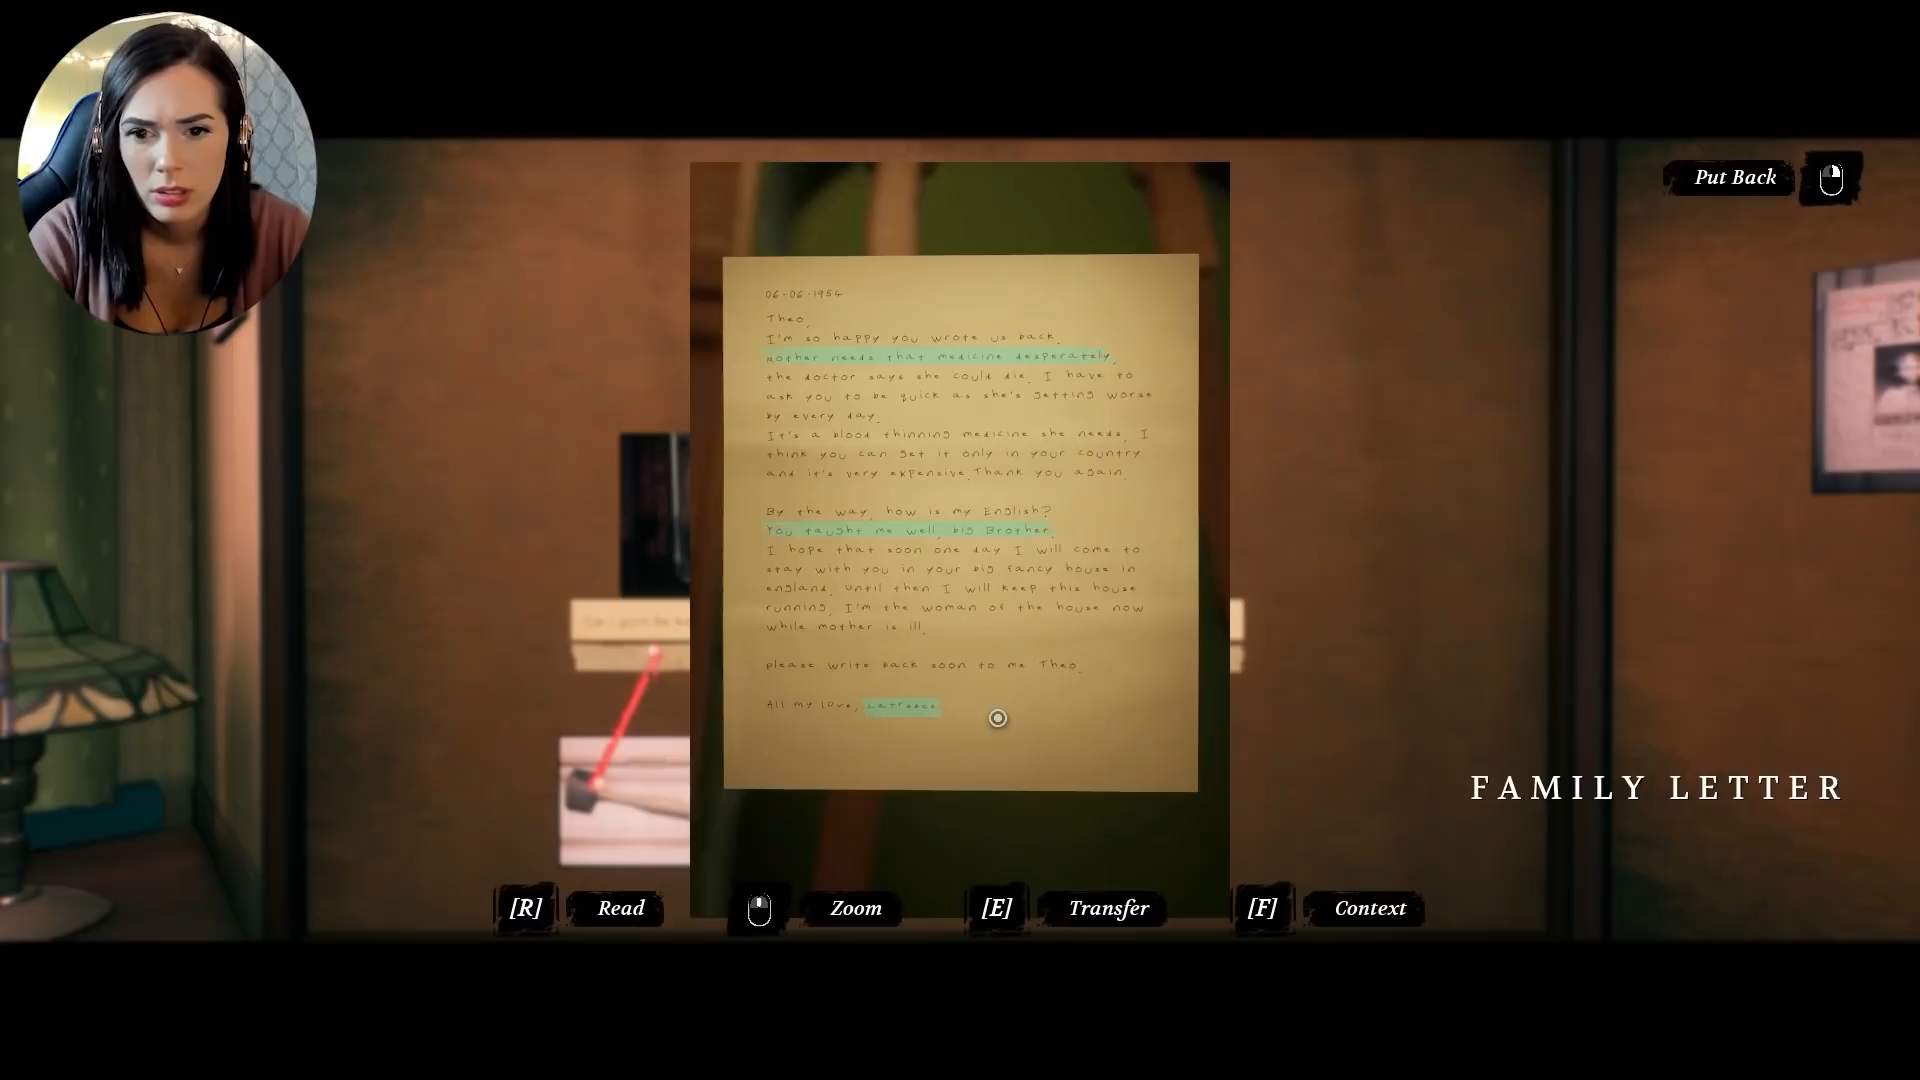 Put Back
06-06-1954
Theo,
I'm so happy you wrote us back.
Mother needs that medicine desperately,
the doctor says she could die. I have to
ask you to be quick as she's getting worse
by every day.
It's a blood thinning medicine she needs. I
think you can get it only in your country
and it's very expensive. Thank you again.
By the way, how is my English?
You taught me well, big Brother.
I hope that soon one day I will come to
stay with you in your big fancy house in
england. until then I will keep this house
running. I'm the woman of the house now
while mother is ill.
please write back soon to me Theo.
All my love,
FAMILY LETTER
[R] Read
Zoom
[E] Transfer
[F] Context